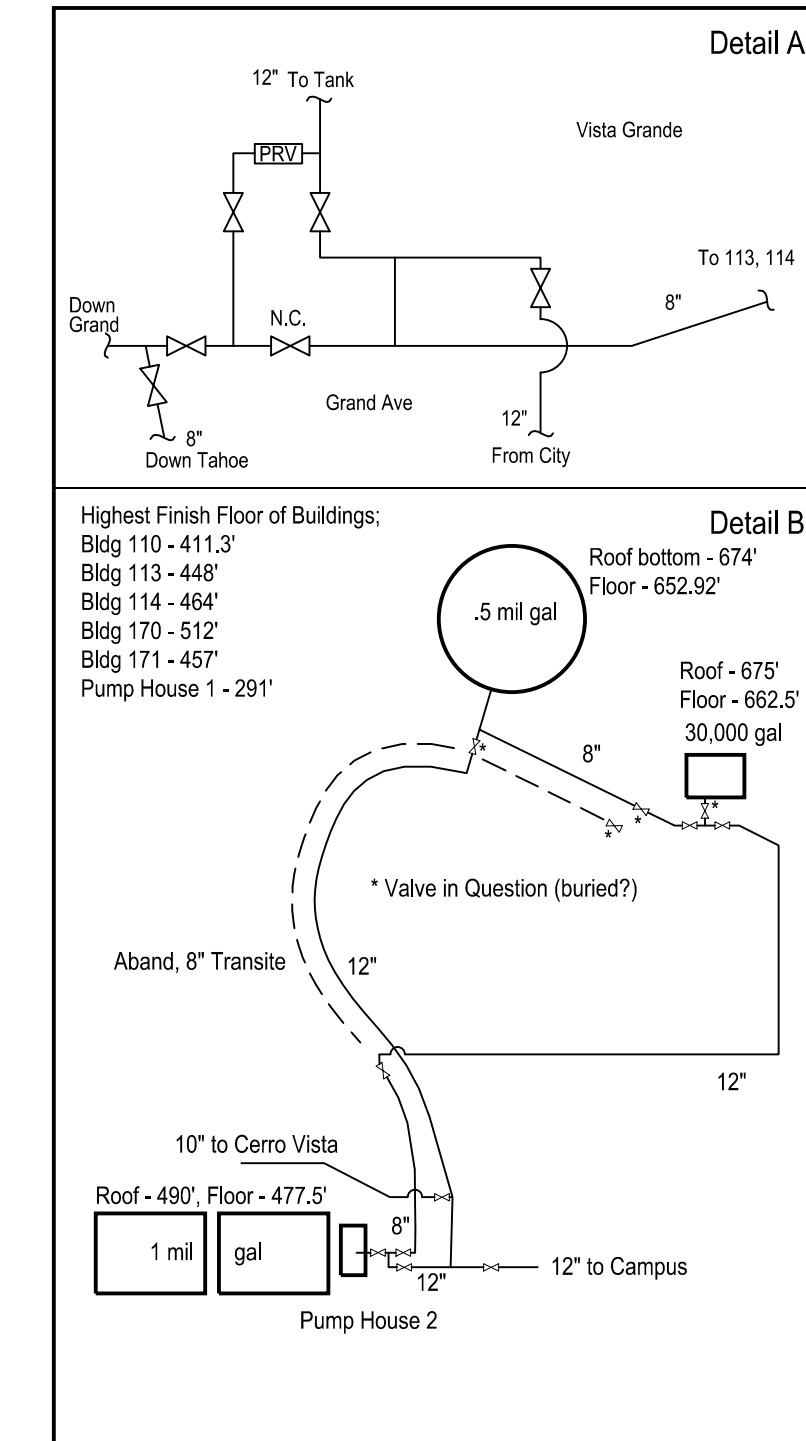 Detail A
12" To Tank
Vista Grande
PRV
To 113, 114
8"
Down
Grand
N.C.
Grand Ave
12"
From City
8"
Down Tahoe
Detail B
Highest Finish Floor of Buildings;
Bldg 110 - 411.3'
Bldg 113 - 448'
Bldg 114 - 464'
Bldg 170 - 512'
Bldg 171 - 457'
Pump House 1 - 291'
Roof bottom - 674'
Floor - 652.92'
.5 mil gal
Roof - 675'
Floor - 662.5'
30,000 gal
8"
*
*
*
*
* Valve in Question (buried?)
Aband, 8" Transite
12"
12"
10" to Cerro Vista
Roof - 490', Floor - 477.5'
1 mil gal
8"
12"
12" to Campus
Pump House 2